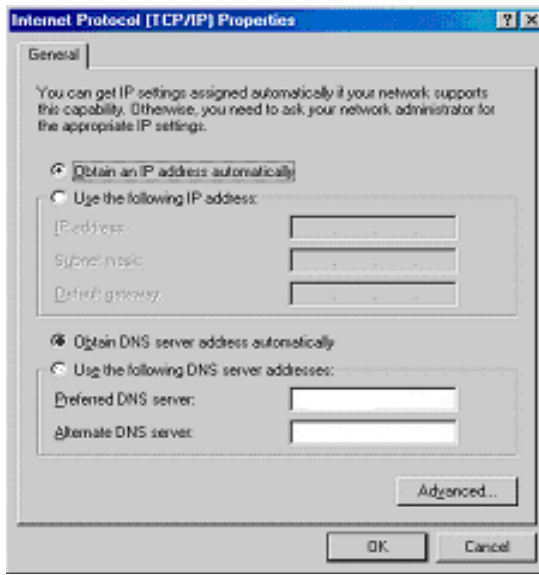 Internet Protocol (TCP/IP) Properties
General
You can get IP settings assigned automatically if your network supports
this capability. Otherwise, you need to ask your network administrator for
the appropriate IP settings.
Obtain an IP address automatically
Use the following IP address:
IP address:
Subnet mask:
Default gateway:
Obtain DNS server address automatically
Use the following DNS server addresses:
Preferred DNS server:
Alternate DNS server:
Advanced...
OK
Cancel